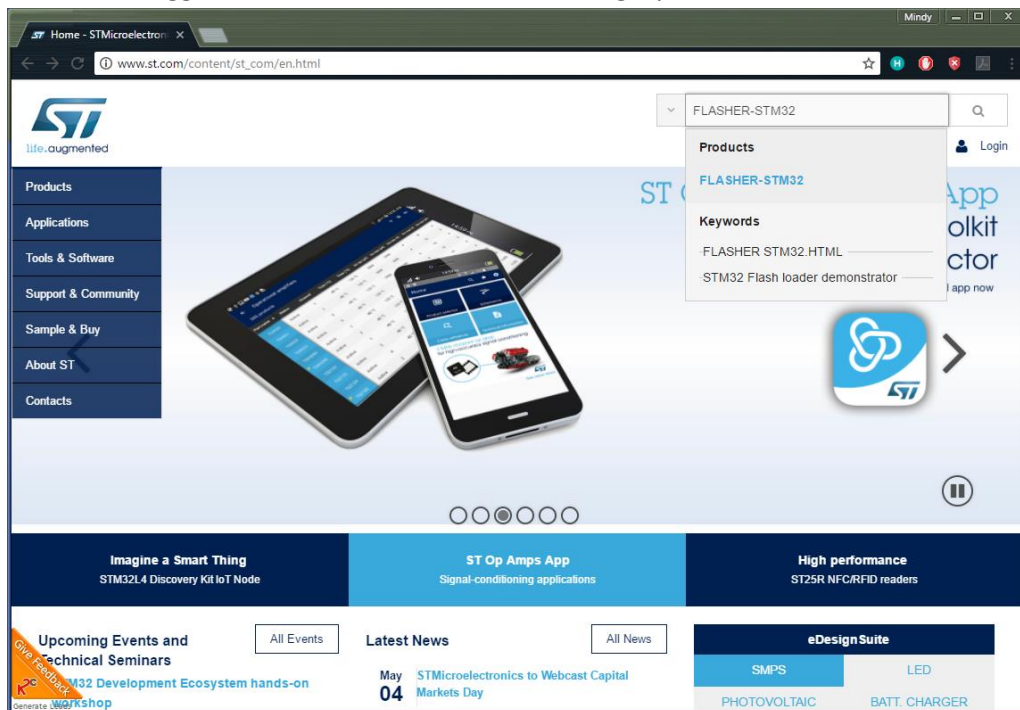 Mindy
Home - STMicroelectron
www.st.com/content/st_com/en.html
ST
life.augmented
FLASHER-STM32
Login
Products
FLASHER-STM32
Keywords
FLASHER STM32.HTML
STM32 Flash loader demonstrator
Products
Applications
Tools & Software
Support & Community
Sample & Buy
About ST
Contacts
ST
App
olkit
ctor
app now
ST
Imagine a Smart Thing
STM32L4 Discovery Kit IoT Node
ST Op Amps App
Signal-conditioning applications
High performance
ST25R NFC/RFID readers
Upcoming Events and
Technical Seminars
All Events
STM32 Development Ecosystem hands-on
workshop
Give Feedback
Generate Leads
Latest News
All News
May
04
STMicroelectronics to Webcast Capital
Markets Day
eDesignSuite
SMPS
LED
PHOTOVOLTAIC
BATT. CHARGER